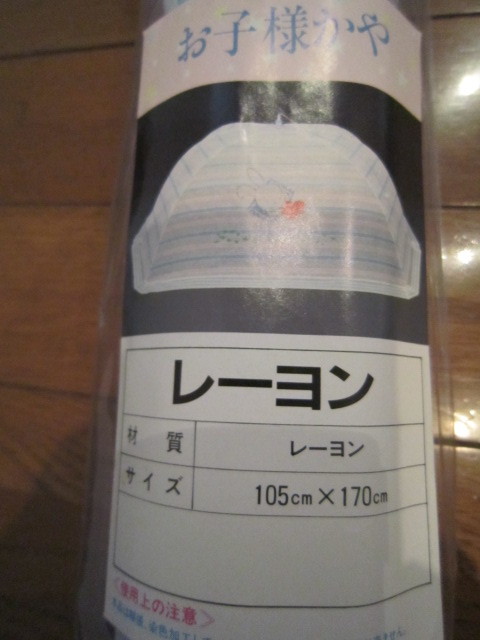 お子様かや
レーヨン
材質 レーヨン
サイズ 105cm×170cm
＜使用上の注意＞